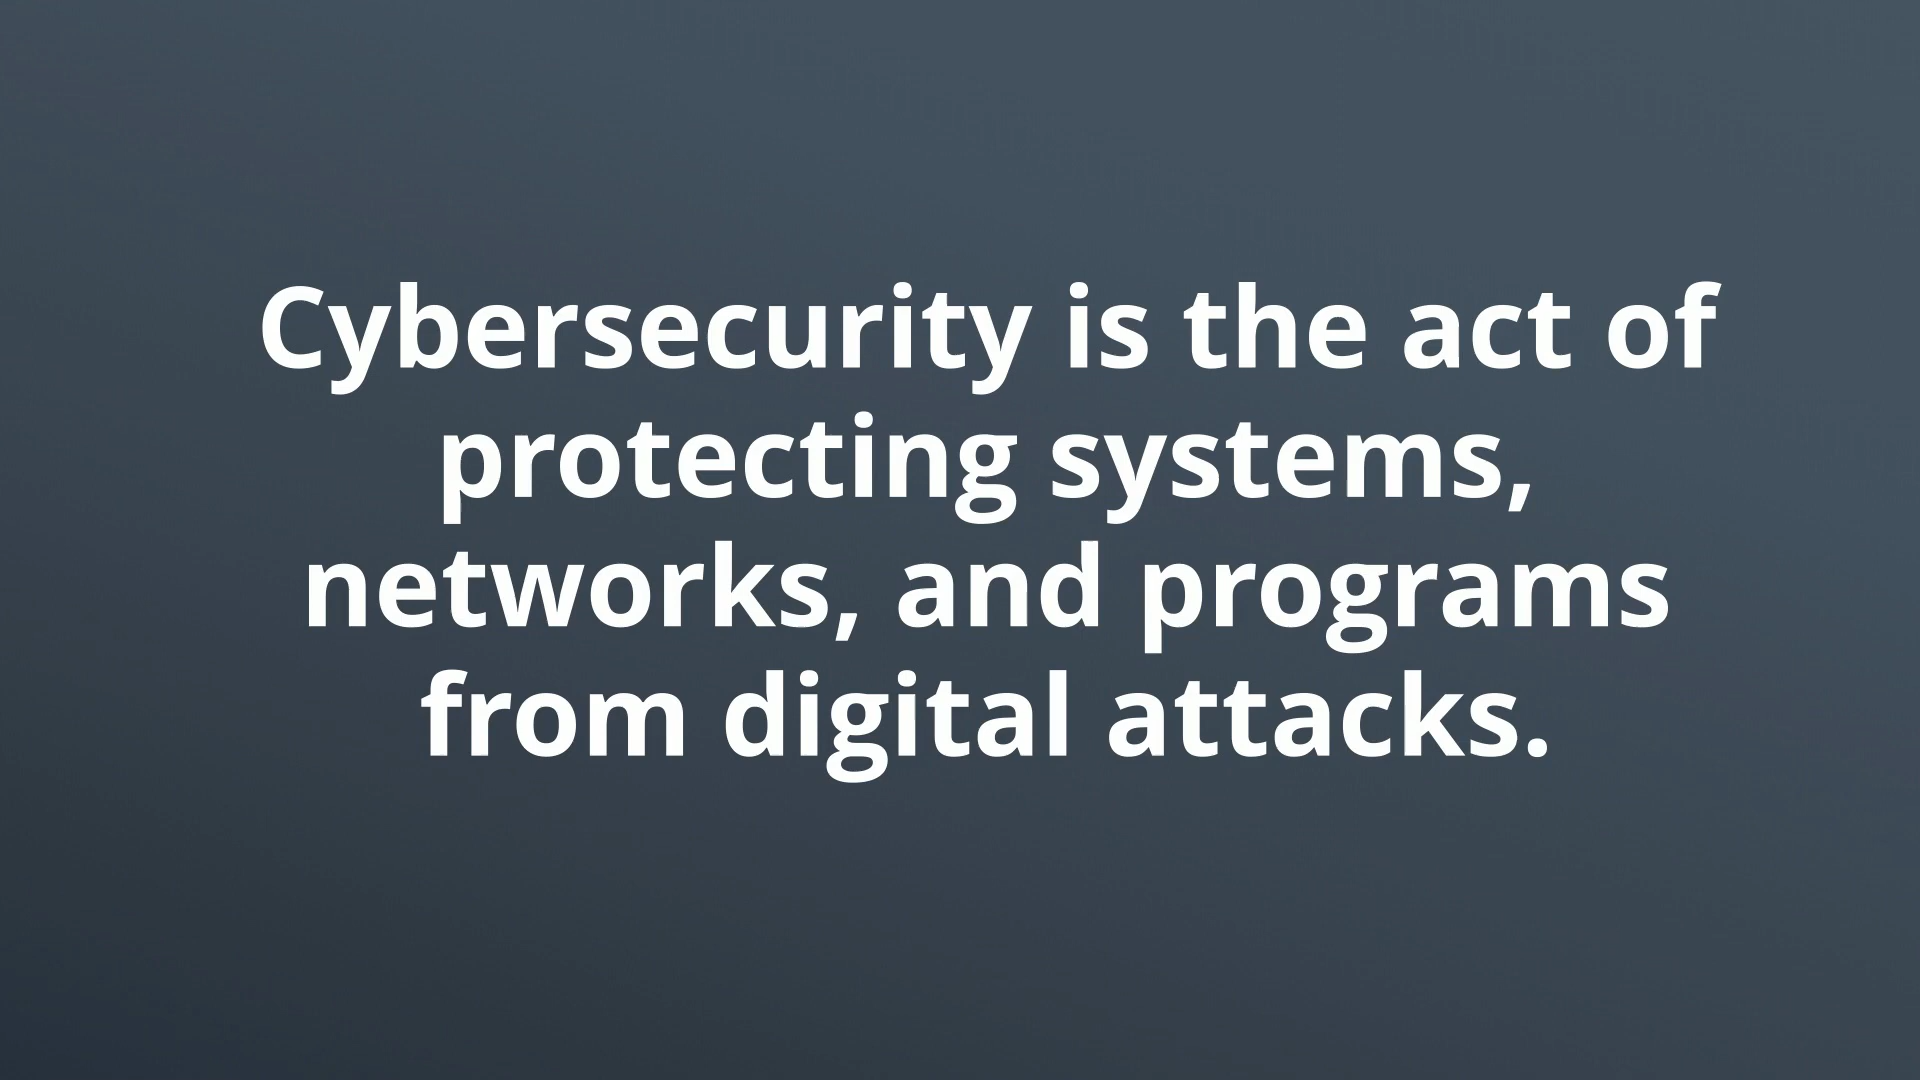 Cybersecurity is the act of
protecting systems,
networks, and programs
from digital attacks.